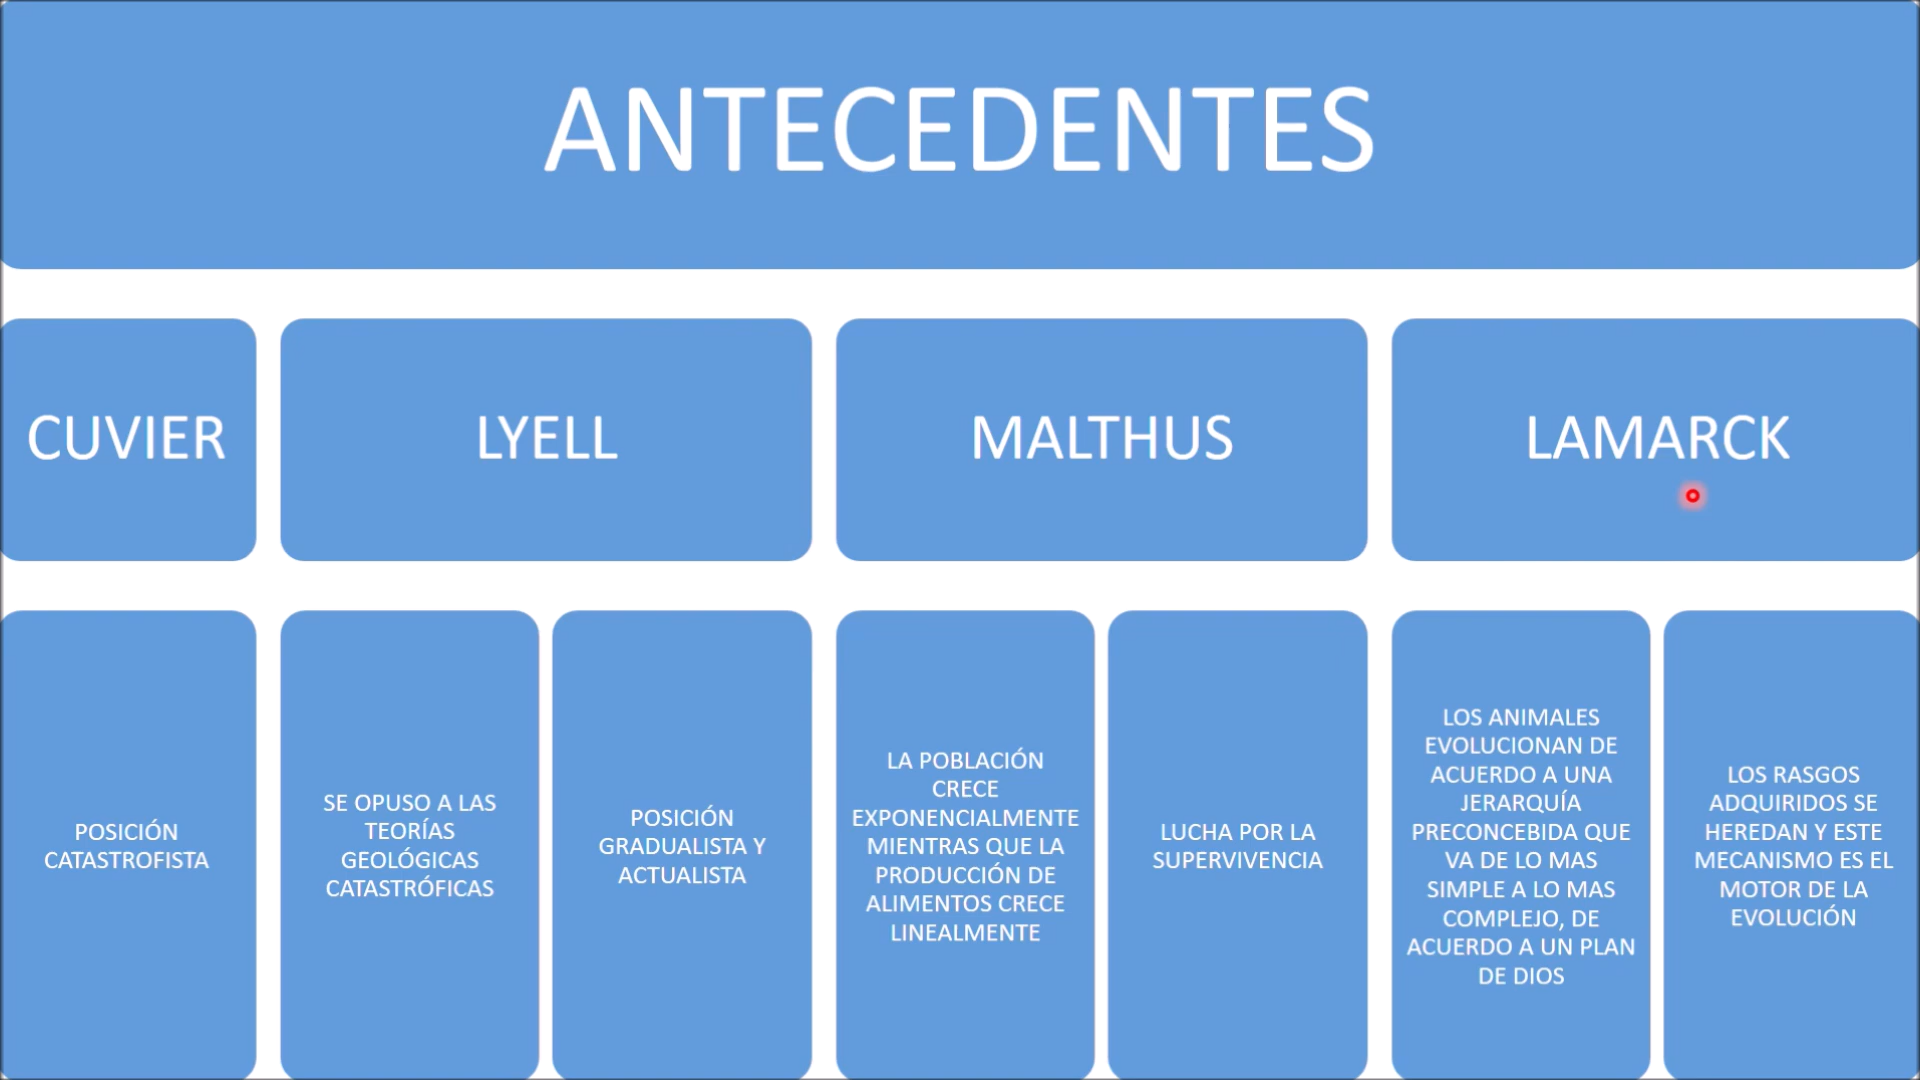 ANTECEDENTES
CUVIER
LYELL
MALTHUS
LAMARCK
POSICIÓN
CATASTROFISTA
SE OPUSO A LAS
TEORÍAS
GEOLÓGICAS
CATASTRÓFICAS
POSICIÓN
GRADUALISTA Y
ACTUALISTA
LA POBLACIÓN
CRECE
EXPONENCIALMENTE
MIENTRAS QUE LA
PRODUCCIÓN DE
ALIMENTOS CRECE
LINEALMENTE
LUCHA POR LA
SUPERVIVENCIA
LOS ANIMALES
EVOLUCIONAN DE
ACUERDO A UNA
JERARQUÍA
PRECONCEBIDA QUE
VA DE LO MAS
SIMPLE A LO MAS
COMPLEJO, DE
ACUERDO A UN PLAN
DE DIOS
LOS RASGOS
ADQUIRIDOS SE
HEREDAN Y ESTE
MECANISMO ES EL
MOTOR DE LA
EVOLUCIÓN